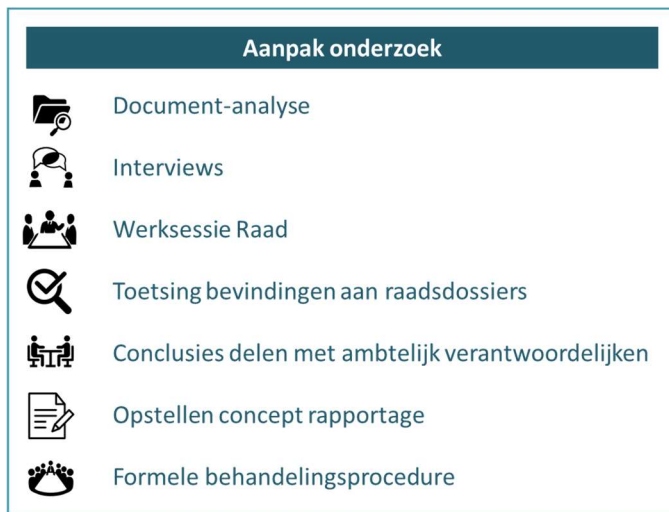 Aanpak onderzoek
Document-analyse
Interviews
Werksessie Raad
Toetsing bevindingen aan raadsdossiers
Conclusies delen met ambtelijk verantwoordelijken
Opstellen concept rapportage
Formele behandelingsprocedure